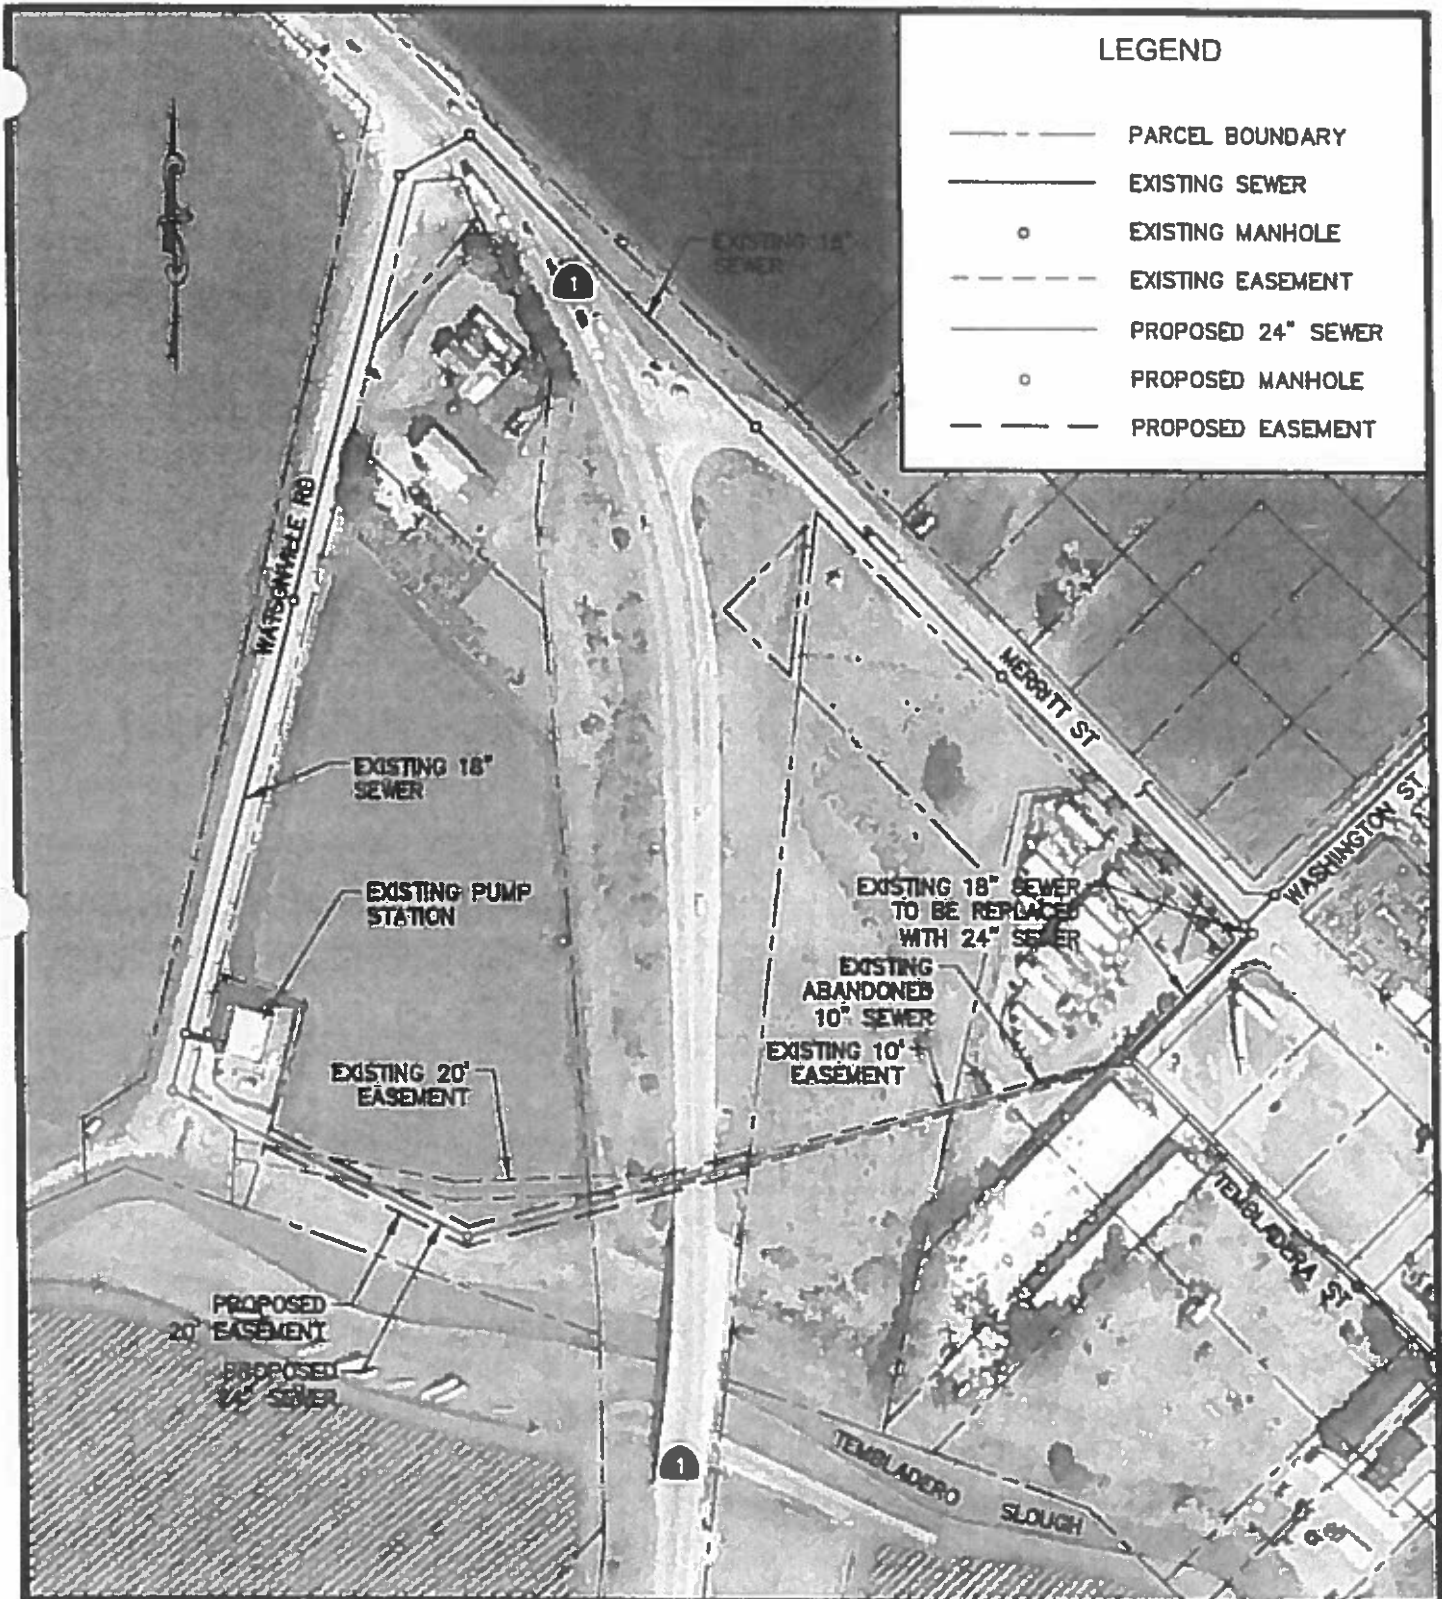 LEGEND
PARCEL BOUNDARY
EXISTING SEWER
EXISTING MANHOLE
EXISTING EASEMENT
PROPOSED 24" SEWER
PROPOSED MANHOLE
PROPOSED EASEMENT
EXISTING 18"
SEWER
1
WATSONVILLE RD
MERRITT ST
EXISTING 18"
SEWER
WASHINGTON ST
EXISTING PUMP
STATION
EXISTING 18" SEWER
TO BE REPLACED
WITH 24" SEWER
EXISTING
ABANDONED
10" SEWER
EXISTING 10'
EASEMENT
EXISTING 20'
EASEMENT
TEMBLADERA ST
PROPOSED
20' EASEMENT
PROPOSED
24" SEWER
1
TEMBLADERO SLOUGH